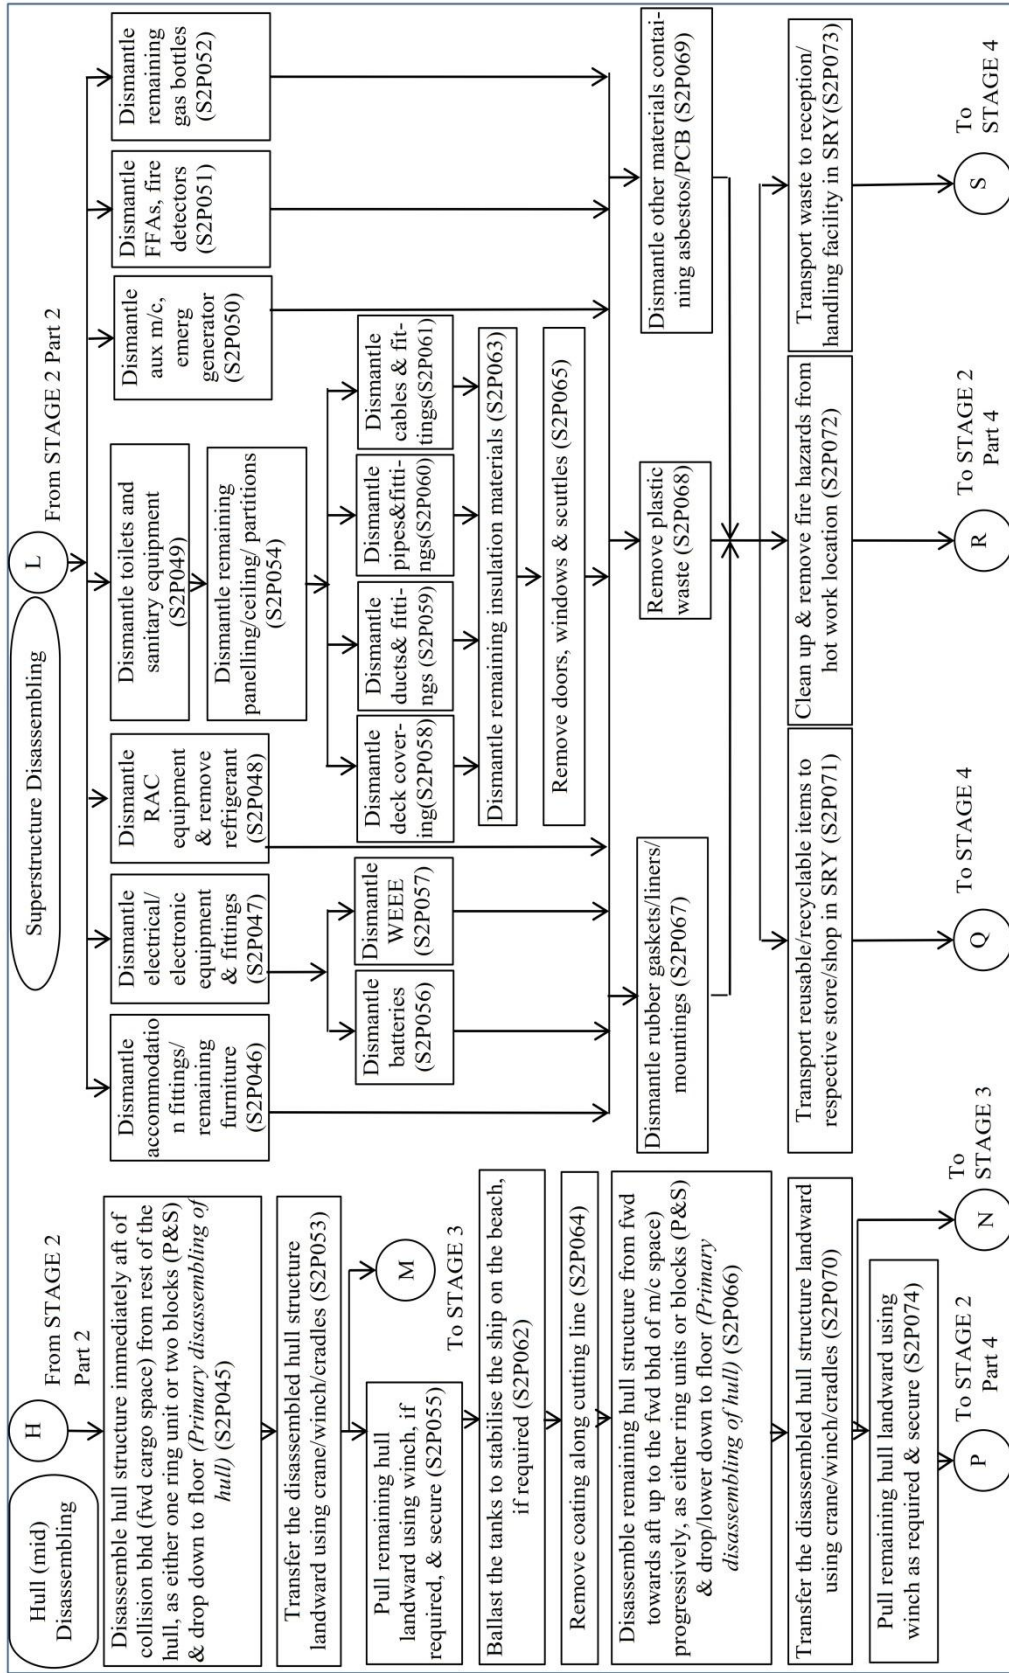 Hull (mid)
Disassembling
H
From STAGE 2
Part 2
Disassemble hull structure immediately aft of
collision bhd (fwd cargo space) from rest of the
hull, as either one ring unit or two blocks (P&S)
& drop down to floor (Primary disassembling of
hull) (S2P045)
Transfer the disassembled hull structure
landward using crane/winch/cradles (S2P053)
Pull remaining hull
landward using winch, if
required, & secure (S2P055)
M
To STAGE 3
Ballast the tanks to stabilise the ship on the beach,
if required (S2P062)
Remove coating along cutting line (S2P064)
Disassemble remaining hull structure from fwd
towards aft up to the fwd bhd of m/c space)
progressively, as either ring units or blocks (P&S)
& drop/lower down to floor (Primary
disassembling of hull) (S2P066)
Transfer the disassembled hull structure landward
using crane/winch/cradles (S2P070)
Pull remaining hull landward using
winch as required & secure (S2P074)
P
To STAGE 2
Part 4
N
To
STAGE 3
Superstructure Disassembling
L
From STAGE 2 Part 2
Dismantle
accommodatio
n fittings/
remaining
furniture
(S2P046)
Dismantle
electrical/
electronic
equipment
& fittings
(S2P047)
Dismantle
RAC
equipment
& remove
refrigerant
(S2P048)
Dismantle toilets and
sanitary equipment
(S2P049)
Dismantle
aux m/c,
emerg
generator
(S2P050)
Dismantle
FFAs, fire
detectors
(S2P051)
Dismantle
remaining
gas bottles
(S2P052)
Dismantle remaining
panelling/ceiling/ partitions
(S2P054)
Dismantle
batteries
(S2P056)
Dismantle
WEEE
(S2P057)
Dismantle
deck cover-
ing(S2P058)
Dismantle
ducts& fitti-
ngs (S2P059)
Dismantle
pipes&fitti-
ngs(S2P060)
Dismantle
cables & fit-
tings(S2P061)
Dismantle remaining insulation materials (S2P063)
Remove doors, windows & scuttles (S2P065)
Dismantle rubber gaskets/liners/
mountings (S2P067)
Remove plastic
waste (S2P068)
Dismantle other materials contai-
ning asbestos/PCB (S2P069)
Transport reusable/recyclable items to
respective store/shop in SRY (S2P071)
Clean up & remove fire hazards from
hot work location (S2P072)
Transport waste to reception/
handling facility in SRY(S2P073)
Q
To STAGE 4
R
To STAGE 2
Part 4
S
To
STAGE 4